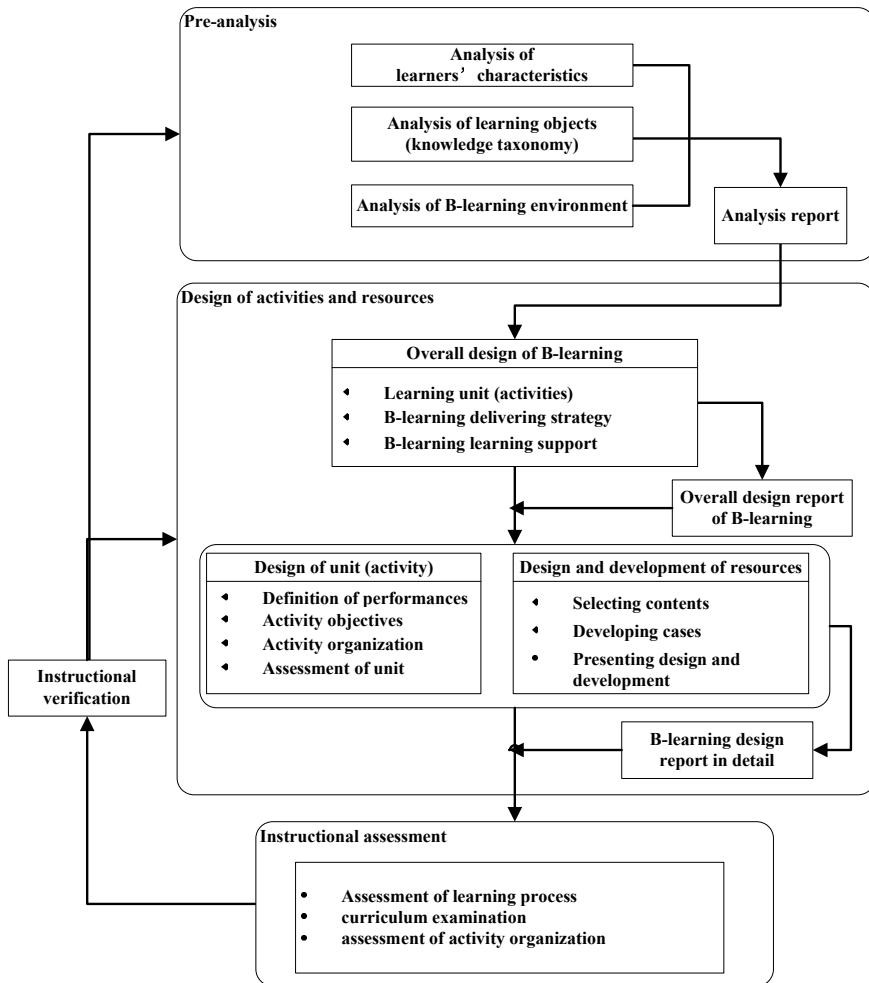 Pre-analysis
Analysis of
learners’ characteristics
Analysis of learning objects
(knowledge taxonomy)
Analysis of B-learning environment
Analysis report
Design of activities and resources
Overall design of B-learning
Learning unit (activities)
B-learning delivering strategy
B-learning learning support
Overall design report
of B-learning
Design of unit (activity)
Definition of performances
Activity objectives
Activity organization
Assessment of unit
Design and development of resources
Selecting contents
Developing cases
Presenting design and
development
Instructional
verification
B-learning design
report in detail
Instructional assessment
Assessment of learning process
curriculum examination
assessment of activity organization